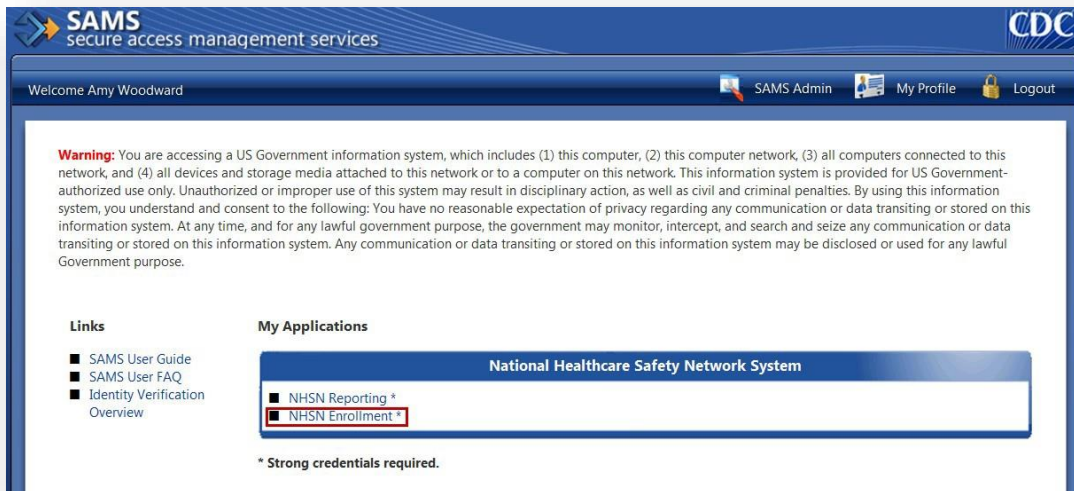 SAMS
secure access management services
CDC
Welcome Amy Woodward
SAMS Admin
My Profile
Logout
Warning: You are accessing a US Government information system, which includes (1) this computer, (2) this computer network, (3) all computers connected to this
network, and (4) all devices and storage media attached to this network or to a computer on this network. This information system is provided for US Government-
authorized use only. Unauthorized or improper use of this system may result in disciplinary action, as well as civil and criminal penalties. By using this information
system, you understand and consent to the following: You have no reasonable expectation of privacy regarding any communication or data transiting or stored on this
information system. At any time, and for any lawful government purpose, the government may monitor, intercept, and search and seize any communication or data
transiting or stored on this information system. Any communication or data transiting or stored on this information system may be disclosed or used for any lawful
Government purpose.
Links
SAMS User Guide
SAMS User FAQ
Identity Verification
Overview
My Applications
National Healthcare Safety Network System
NHSN Reporting *
NHSN Enrollment *
* Strong credentials required.